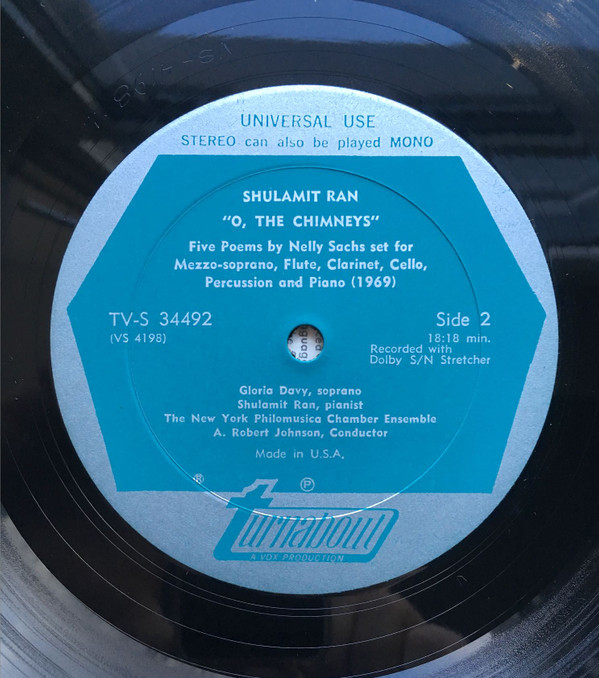 UNIVERSAL USE
STEREO can also be played MONO
SHULAMIT RAN
"O, THE CHIMNEYS"
Five Poems by Nelly Sachs set for
Mezzo-soprano, Flute, Clarinet, Cello,
Percussion and Piano (1969)
TV-S 34492
(VS 4198)
Side 2
18:18 min.
Recorded with
Dolby S/N Stretcher
Gloria Davy, soprano
Shulamit Ran, pianist
The New York Philomusica Chamber Ensemble
A. Robert Johnson, Conductor
Made in U.S.A.
® ℗
turnabout
A VOX PRODUCTION